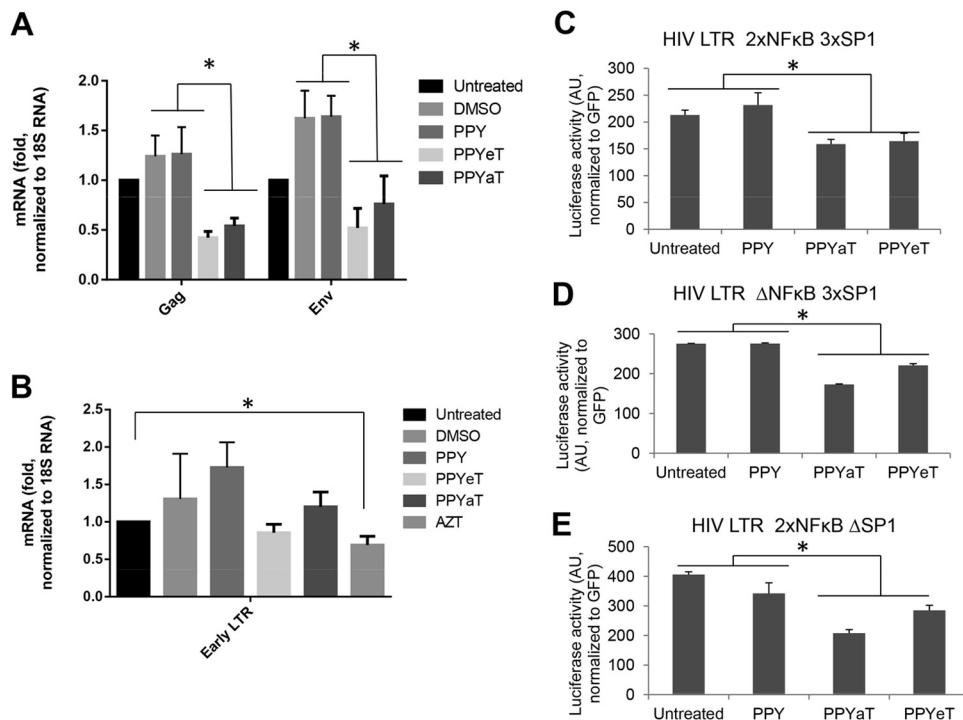 A
mRNA (fold,
normalized to 18S RNA)
2.0
1.5
1.0
0.5
0.0
*
*
Gag
Env
Untreated
DMSO
PPY
PPYeT
PPYaT
B
mRNA (fold,
normalized to 18S RNA)
2.5
2.0
1.5
1.0
0.5
0.0
*
Early LTR
Untreated
DMSO
PPY
PPYeT
PPYaT
AZT
C
HIV LTR 2xNFκB 3xSP1
Luciferase activity (AU,
normalized to GFP)
300
250
200
150
100
50
0
*
Untreated
PPY
PPYaT
PPYeT
D
HIV LTR ΔNFκB 3xSP1
Luciferase activity
(AU, normalized to
GFP)
300
200
100
0
*
Untreated
PPY
PPYaT
PPYeT
E
HIV LTR 2xNFκB ΔSP1
Luciferase activity (AU,
normalized to GFP)
500
400
300
200
100
0
*
Untreated
PPY
PPYaT
PPYeT